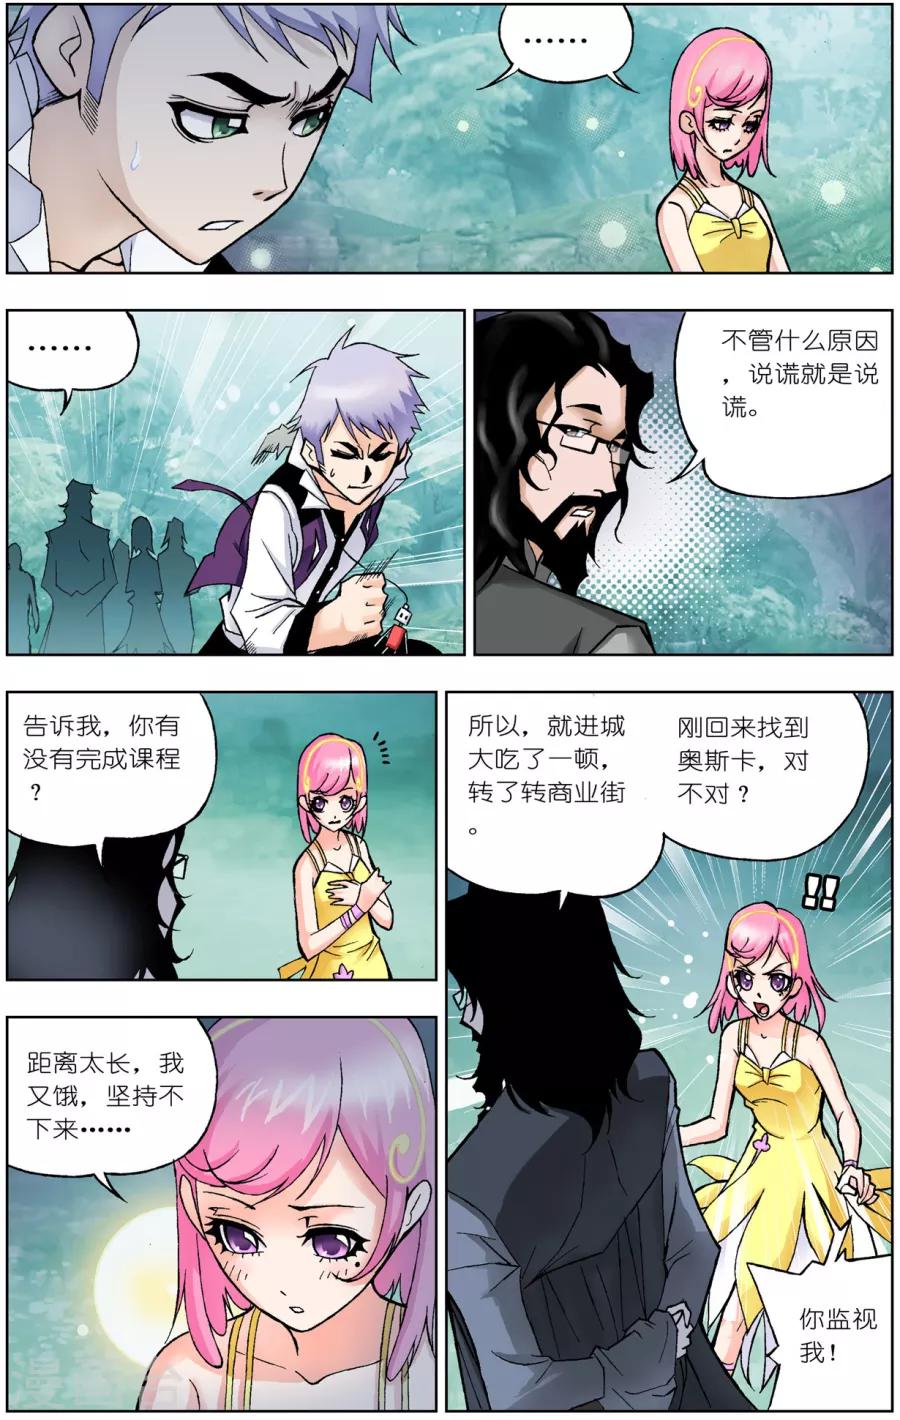 ……
……
不管什么原因
，说谎就是说
谎。
告诉我，你有
没有完成课程
？
距离太长，我
又饿，坚持不
下来……
所以，就进城
大吃了一顿，
转了转商业街
。
刚回来找到
奥斯卡，对
不对？
!!
你监视
我！